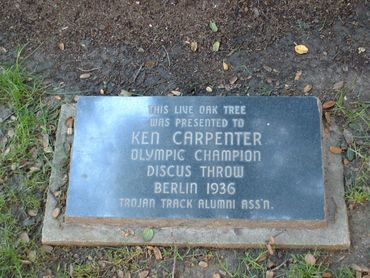 THIS LIVE OAK TREE
WAS PRESENTED TO
KEN CARPENTER
OLYMPIC CHAMPION
DISCUS THROW
BERLIN 1936
TROJAN TRACK ALUMNI ASS'N.